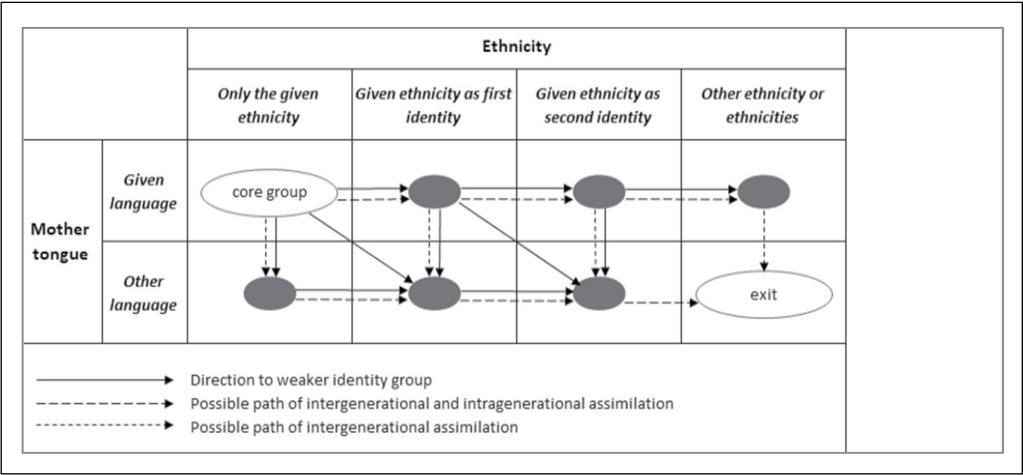 Ethnicity
Only the given
ethnicity
Given ethnicity as first
identity
Given ethnicity as
second identity
Other ethnicity or
ethnicities
Mother
tongue
Given
language
core group
Other
language
exit
Direction to weaker identity group
Possible path of intergenerational and intragenerational assimilation
Possible path of intergenerational assimilation